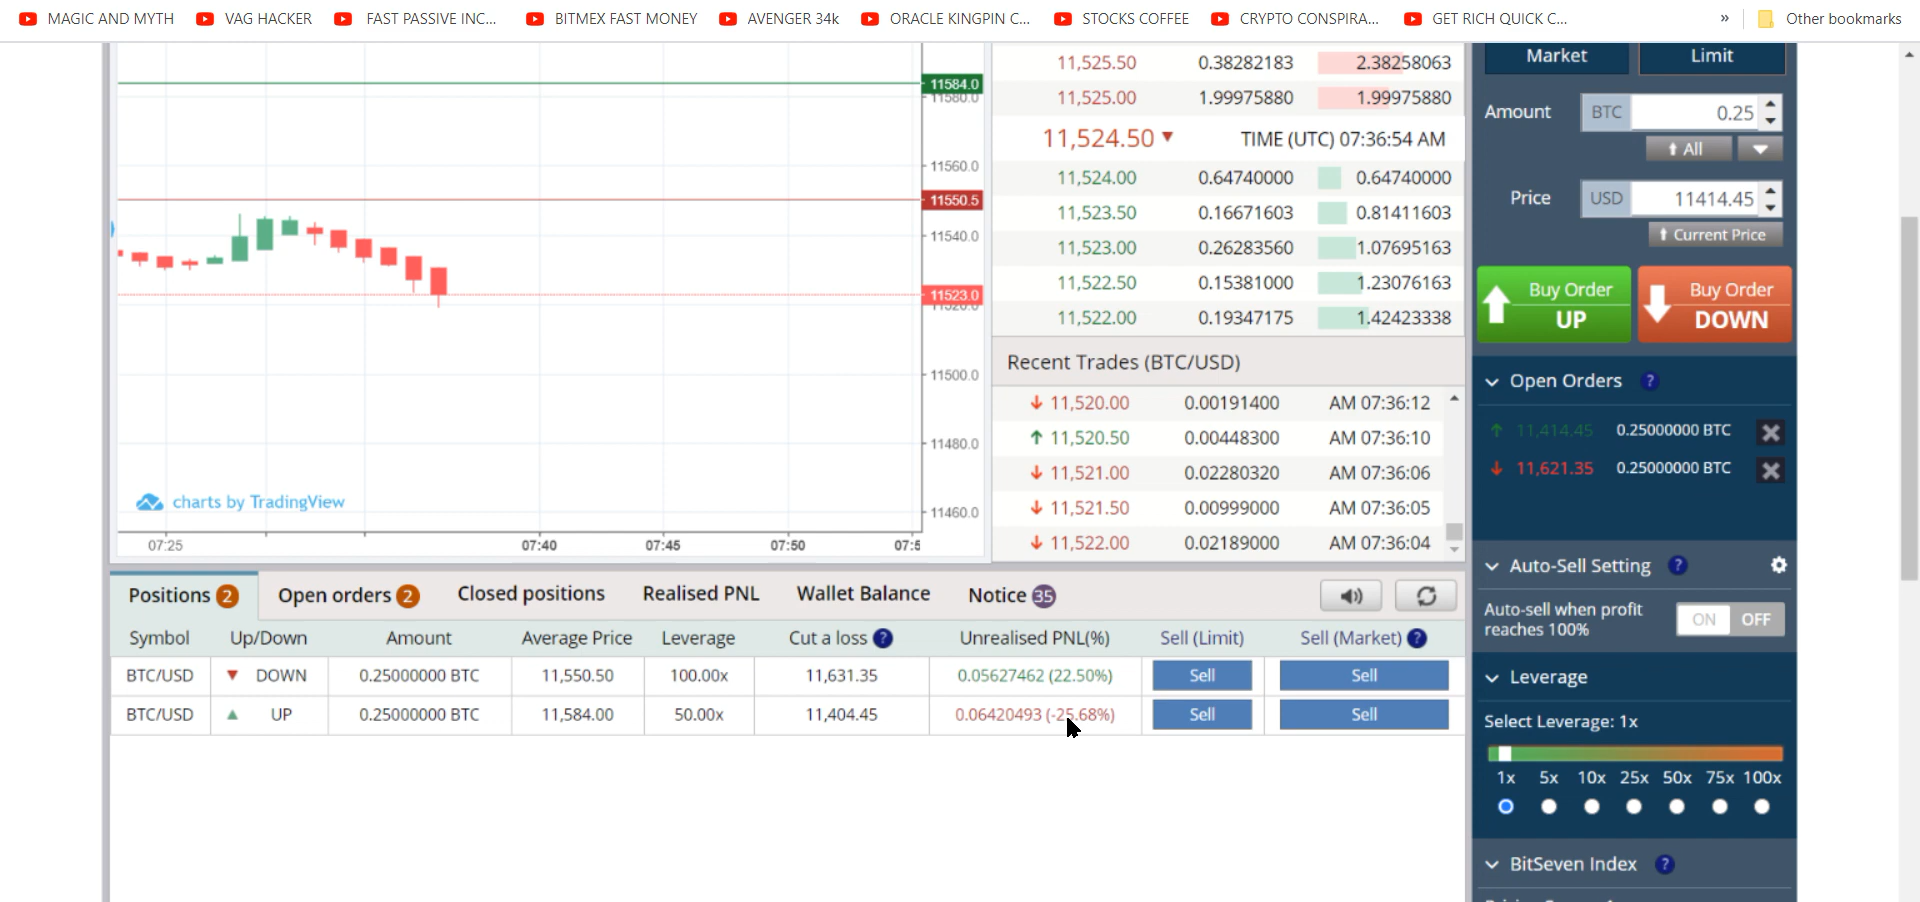 MAGIC AND MYTH VAG HACKER FAST PASSIVE INC... BITMEX FAST MONEY AVENGER 34k ORACLE KINGPIN C... STOCKS COFFEE CRYPTO CONSPIRA... GET RICH QUICK C... » Other bookmarks
11584.0
11580.0
11560.0
11550.5
11540.0
11523.0
11520.0
11500.0
11480.0
11460.0
charts by TradingView
07:25 07:40 07:45 07:50 07:5
11,525.50 0.38282183 2.38258063
11,525.00 1.99975880 1.99975880
11,524.50 TIME (UTC) 07:36:54 AM
11,524.00 0.64740000 0.64740000
11,523.50 0.16671603 0.81411603
11,523.00 0.26283560 1.07695163
11,522.50 0.15381000 1.23076163
11,522.00 0.19347175 1.42423338
Recent Trades (BTC/USD)
11,520.00 0.00191400 AM 07:36:12
11,520.50 0.00448300 AM 07:36:10
11,521.00 0.02280320 AM 07:36:06
11,521.50 0.00999000 AM 07:36:05
11,522.00 0.02189000 AM 07:36:04
Market Limit
Amount BTC 0.25
All
Price USD 11414.45
Current Price
Buy Order UP
Buy Order DOWN
Open Orders ?
11,414.45 0.25000000 BTC
11,621.35 0.25000000 BTC
Auto-Sell Setting ?
Auto-sell when profit
reaches 100% ON OFF
Leverage
Select Leverage: 1x
1x 5x 10x 25x 50x 75x 100x
BitSeven Index ?
Positions 2 Open orders 2 Closed positions Realised PNL Wallet Balance Notice 35
Symbol Up/Down Amount Average Price Leverage Cut a loss ? Unrealised PNL(%) Sell (Limit) Sell (Market) ?
BTC/USD DOWN 0.25000000 BTC 11,550.50 100.00x 11,631.35 0.05627462 (22.50%) Sell Sell
BTC/USD UP 0.25000000 BTC 11,584.00 50.00x 11,404.45 0.06420493 (-25.68%) Sell Sell